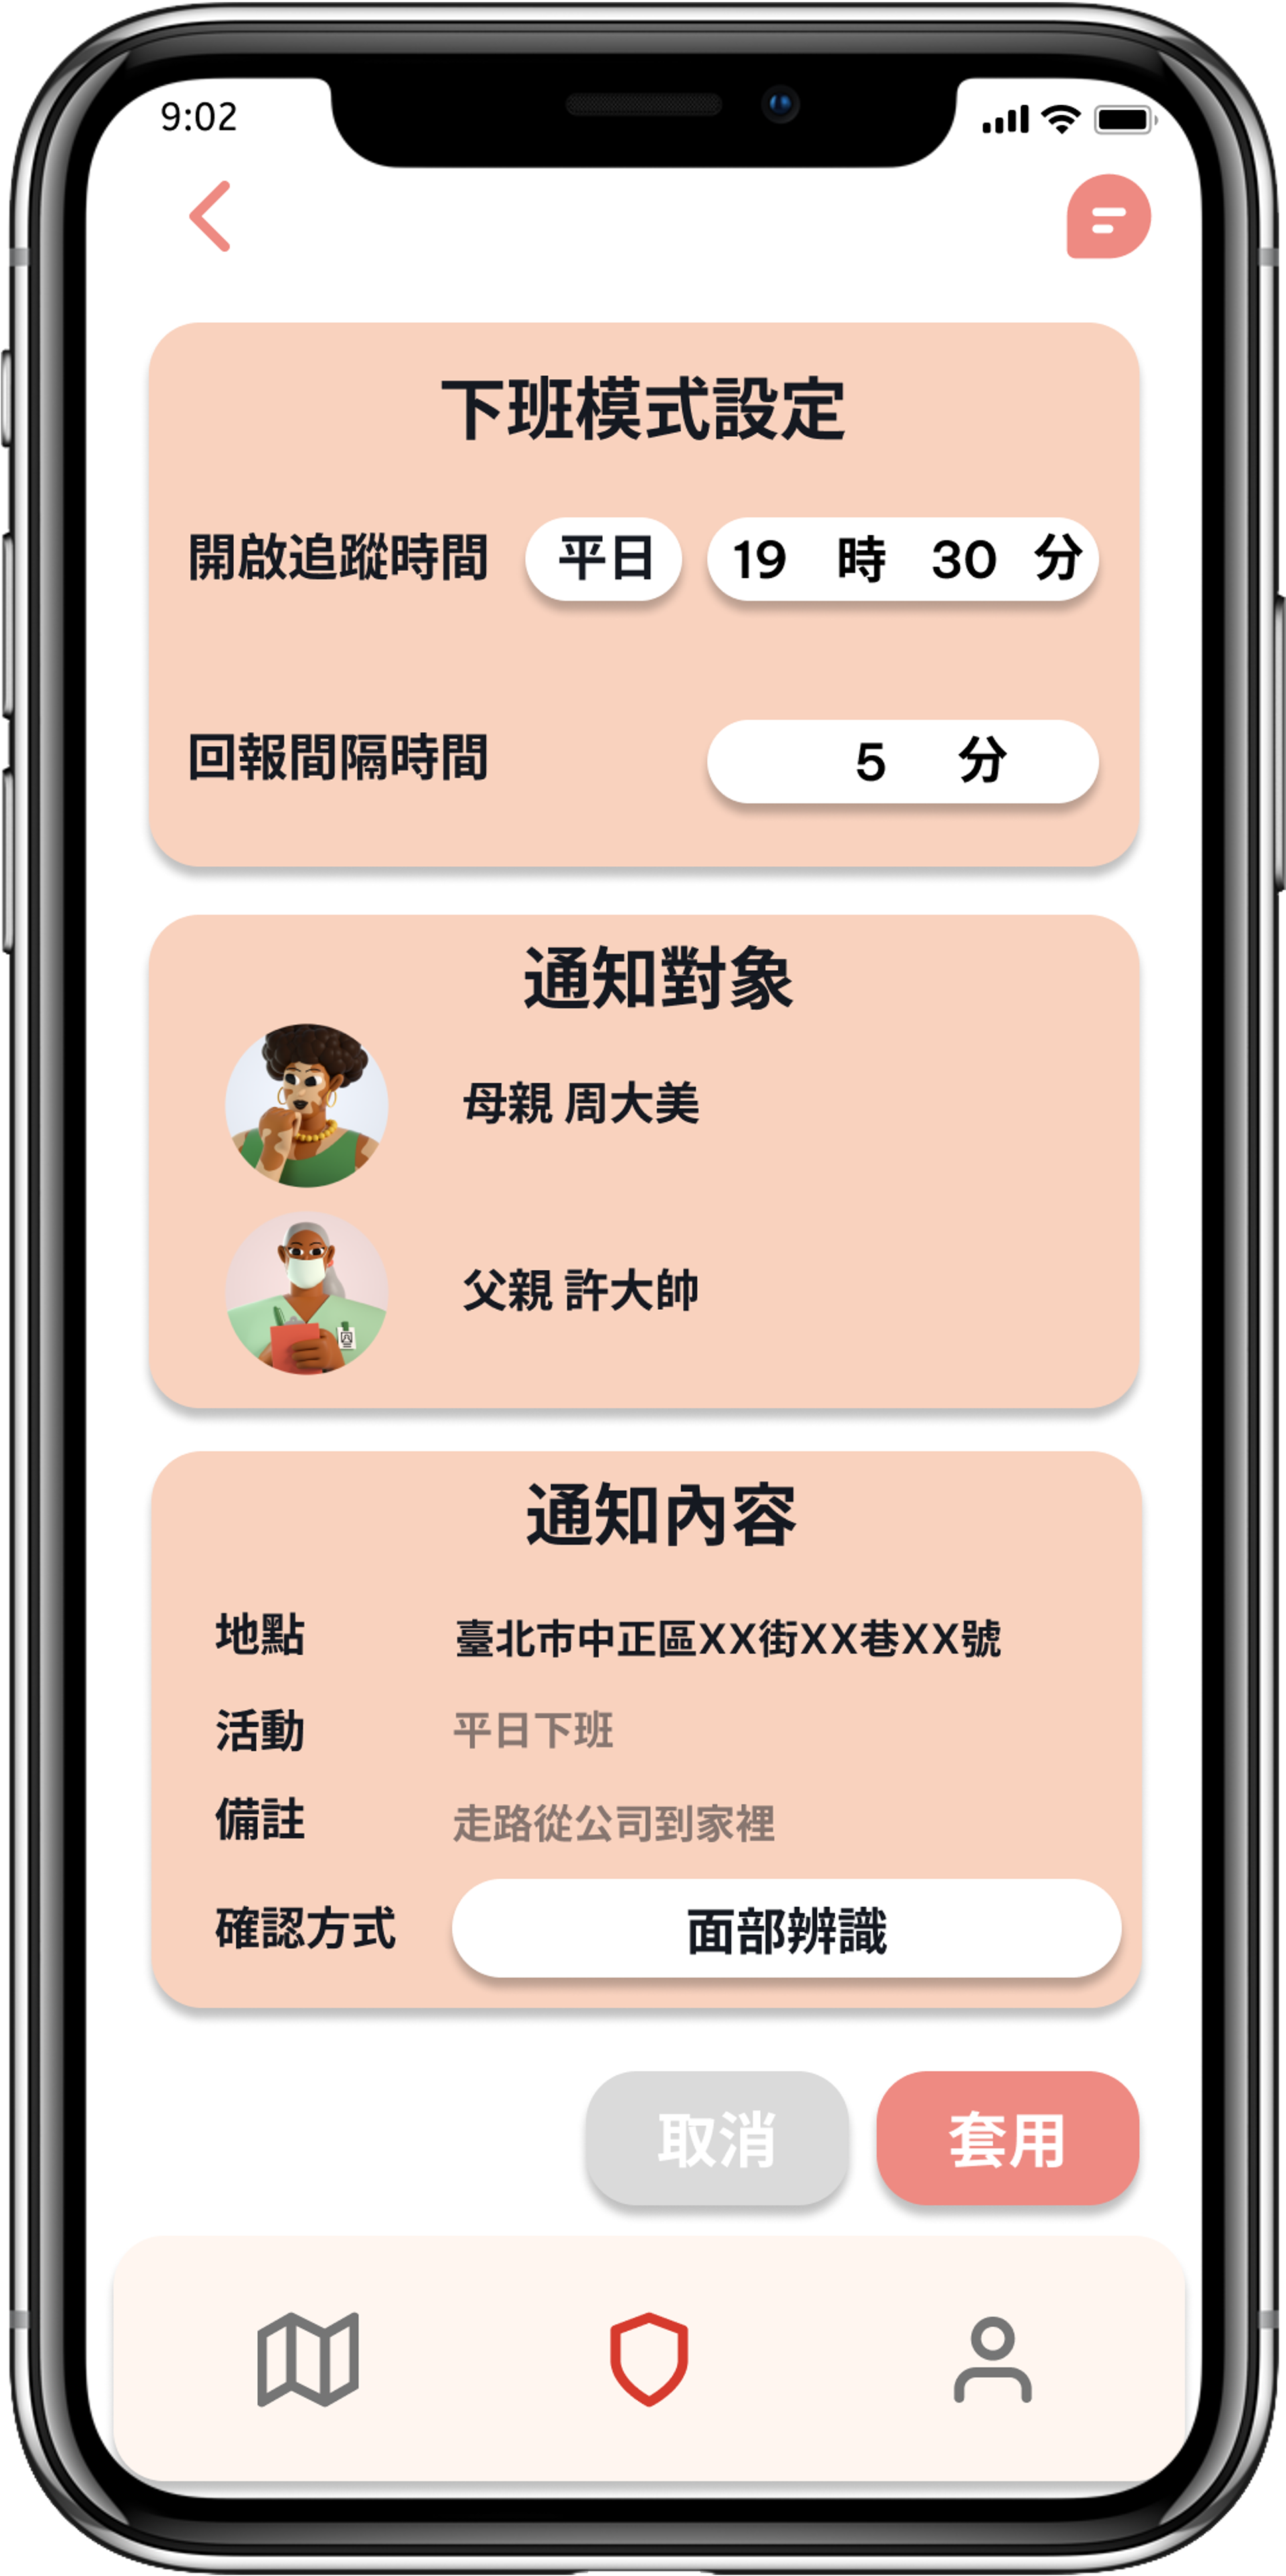 9:02
下班模式設定
開啟追蹤時間 平日 19 時 30 分
回報間隔時間 5 分
通知對象
母親 周大美
父親 許大帥
通知內容
地點 臺北市中正區XX街XX巷XX號
活動 平日下班
備註 走路從公司到家裡
確認方式 面部辨識
取消 套用